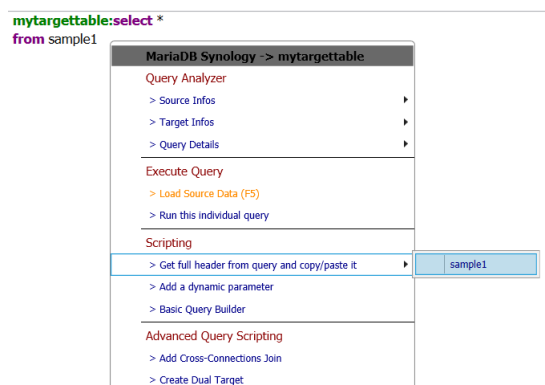 mytargettable:select *
from sample1
MariaDB Synology -> mytargettable
Query Analyzer
> Source Infos
> Target Infos
> Query Details
Execute Query
> Load Source Data (F5)
> Run this individual query
Scripting
> Get full header from query and copy/paste it
sample1
> Add a dynamic parameter
> Basic Query Builder
Advanced Query Scripting
> Add Cross-Connections Join
> Create Dual Target